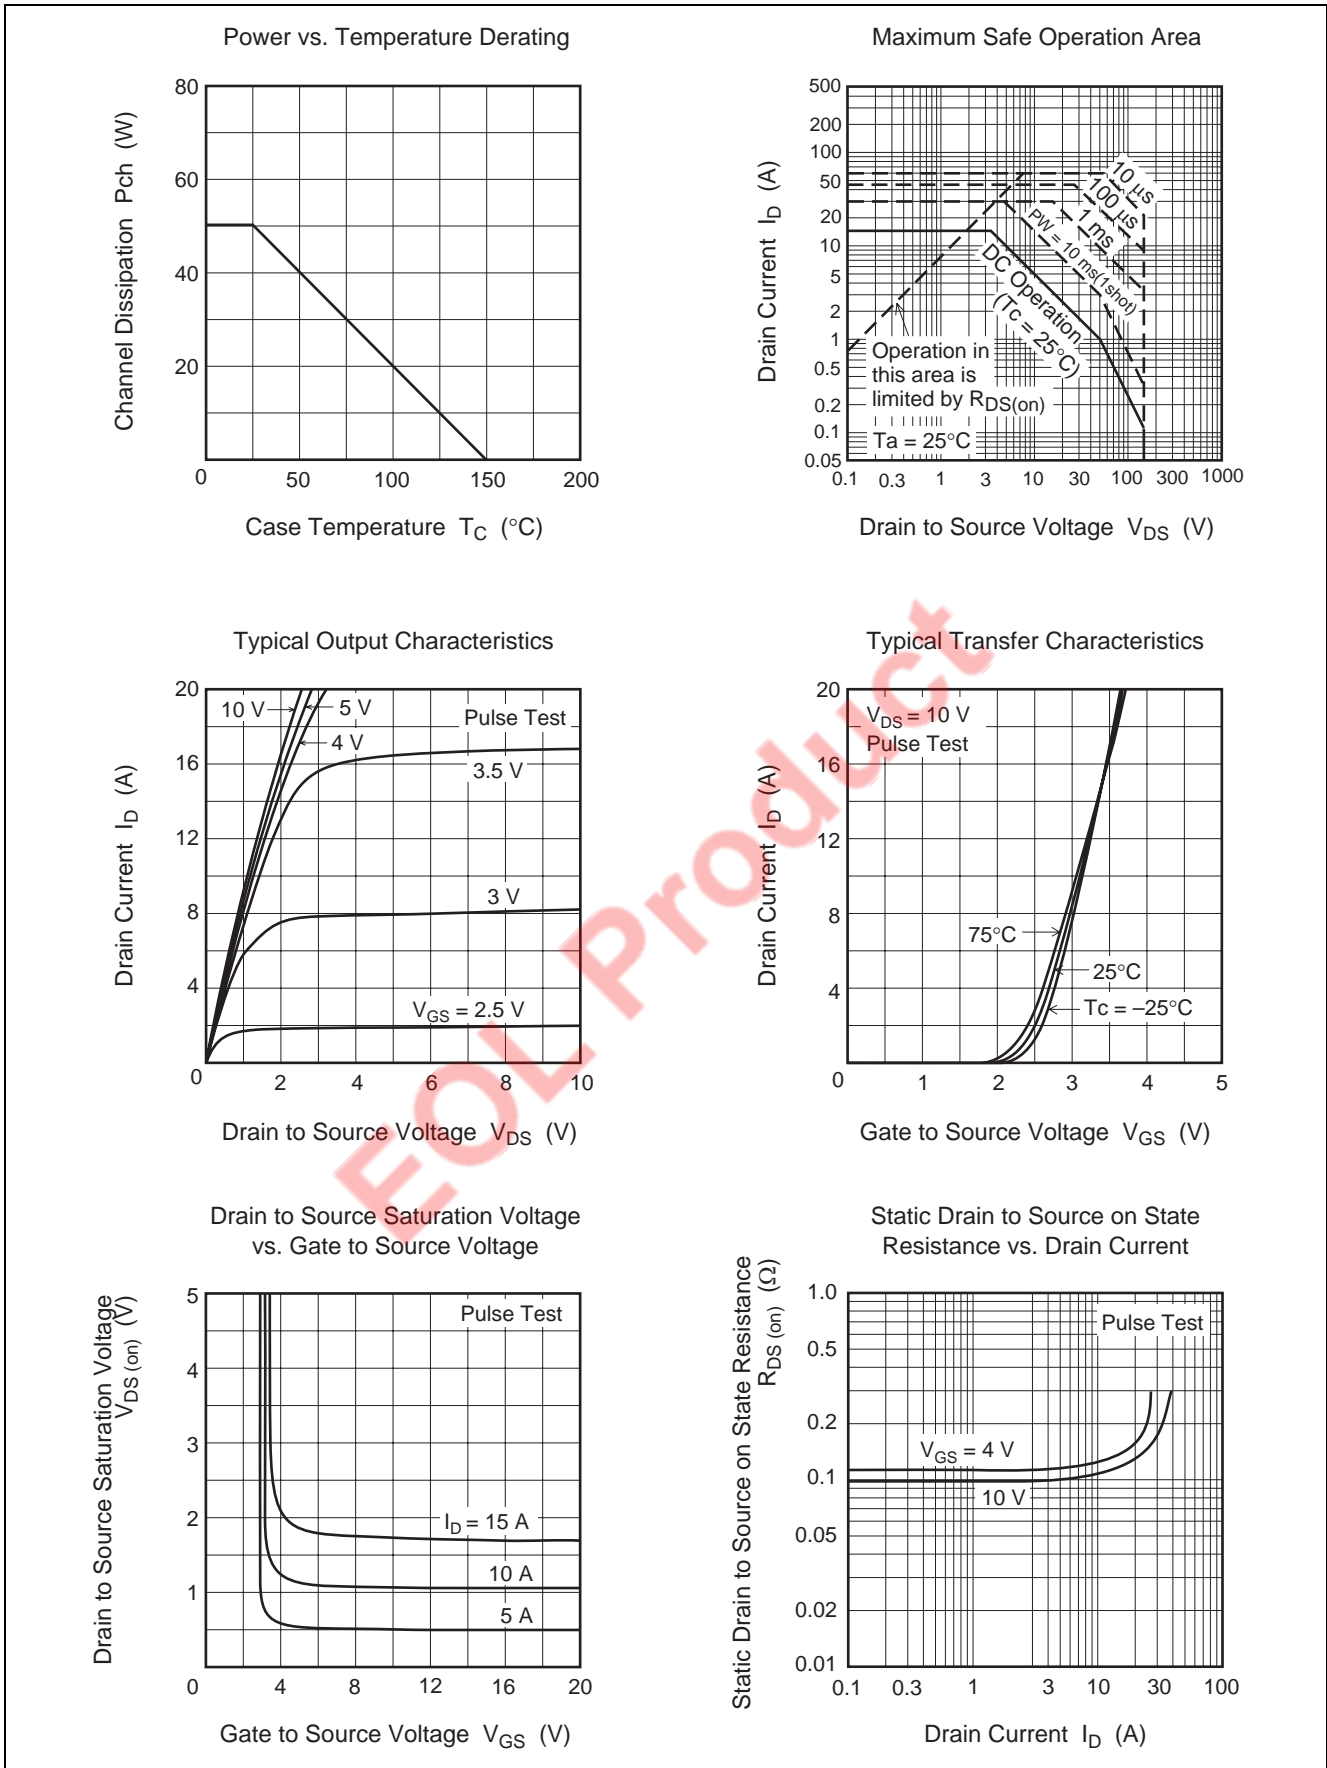 Power vs. Temperature Derating
Channel Dissipation Pch (W)
80
60
40
20
0
50
100
150
200
Case Temperature TC (°C)
Maximum Safe Operation Area
Drain Current ID (A)
500
200
100
50
20
10
5
2
1
0.5
0.2
0.1
0.05
10 μs
100 μs
1 ms
PW = 10 ms(1shot)
DC Operation
(Tc = 25°C)
Operation in
this area is
limited by RDS(on)
Ta = 25°C
0.1 0.3 1 3 10 30 100 300 1000
Drain to Source Voltage VDS (V)
Typical Output Characteristics
Drain Current ID (A)
20
16
12
8
4
0
10 V
5 V
4 V
Pulse Test
3.5 V
3 V
VGS = 2.5 V
2 4 6 8 10
Drain to Source Voltage VDS (V)
Typical Transfer Characteristics
Drain Current ID (A)
20
16
12
8
4
VDS = 10 V
Pulse Test
75°C
25°C
Tc = –25°C
0 1 2 3 4 5
Gate to Source Voltage VGS (V)
Drain to Source Saturation Voltage
vs. Gate to Source Voltage
Drain to Source Saturation Voltage
VDS (on) (V)
5
4
3
2
1
Pulse Test
ID = 15 A
10 A
5 A
0 4 8 12 16 20
Gate to Source Voltage VGS (V)
Static Drain to Source on State
Resistance vs. Drain Current
Static Drain to Source on State Resistance
RDS (on) (Ω)
1.0
0.5
0.2
0.1
0.05
0.02
0.01
Pulse Test
VGS = 4 V
10 V
0.1 0.3 1 3 10 30 100
Drain Current ID (A)
EOL Product